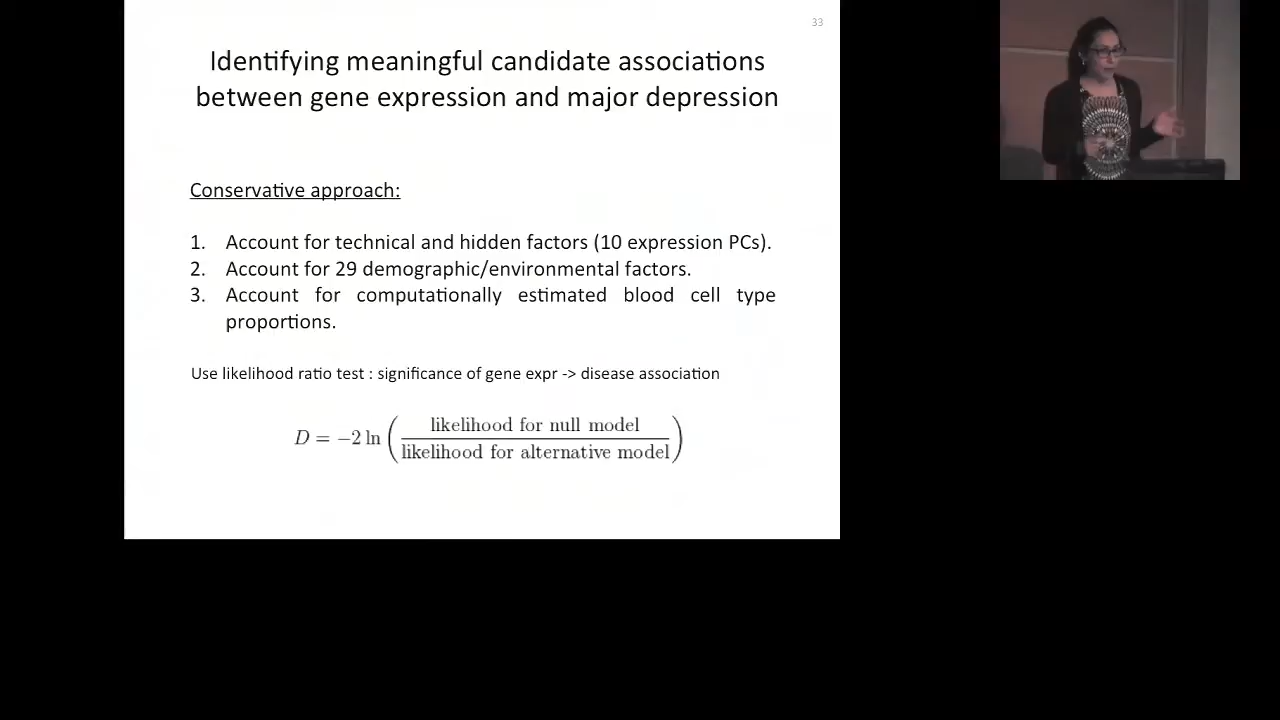 33
Identifying meaningful candidate associations
between gene expression and major depression
Conservative approach:
1. Account for technical and hidden factors (10 expression PCs).
2. Account for 29 demographic/environmental factors.
3. Account for computationally estimated blood cell type
proportions.
Use likelihood ratio test : significance of gene expr -> disease association
D = −2 ln ( likelihood for null model
likelihood for alternative model )